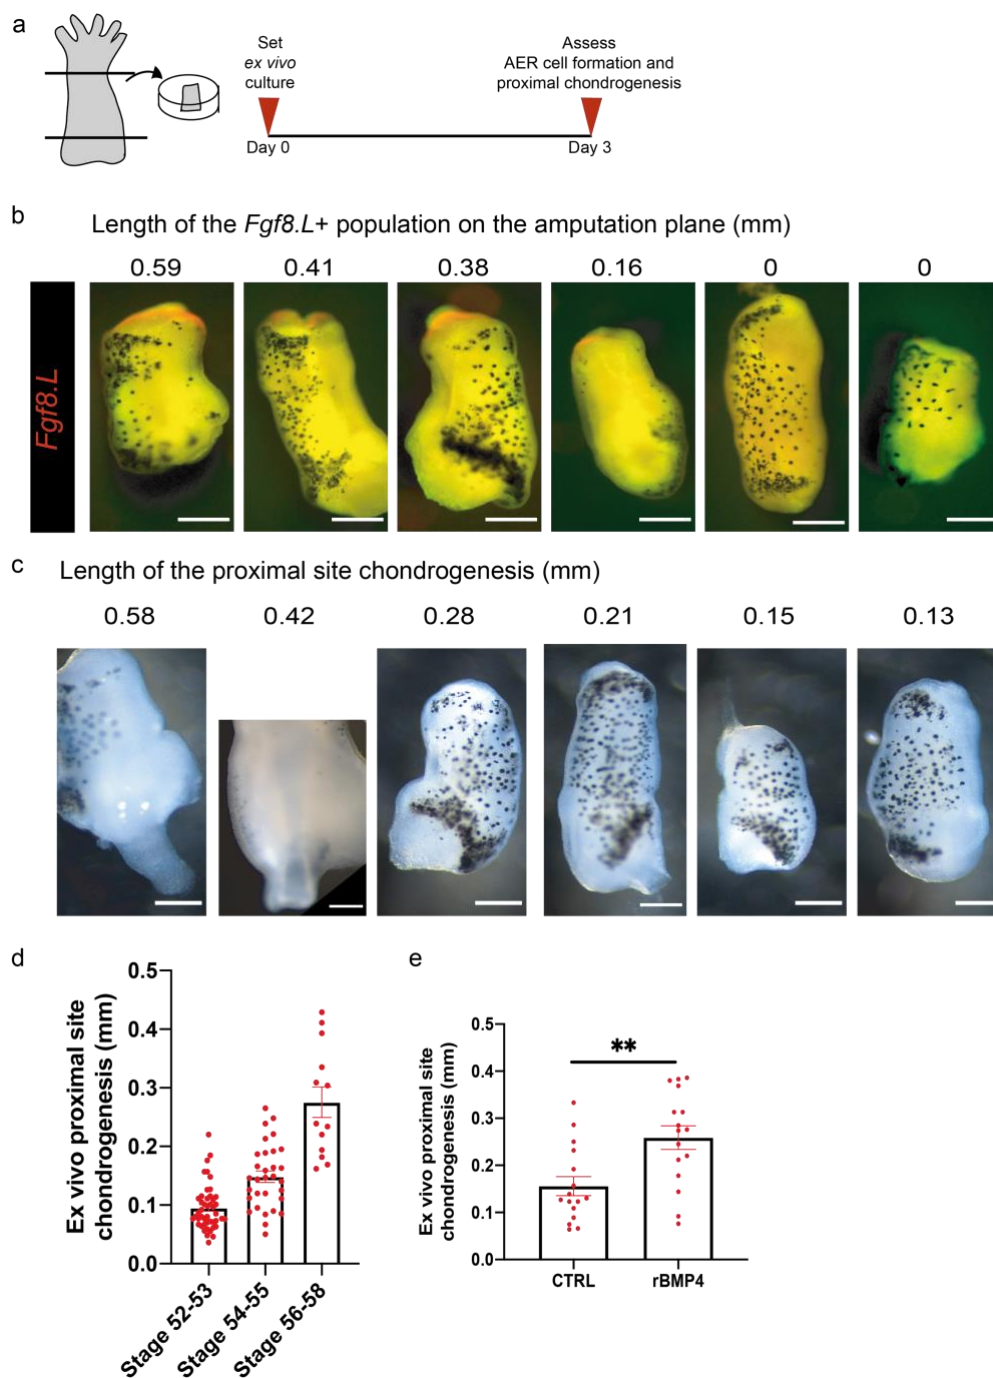 a
Set
ex vivo
culture
Assess
AER cell formation and
proximal chondrogenesis
Day 0
Day 3
b
Length of the Fgf8.L+ population on the amputation plane (mm)
0.59
0.41
0.38
0.16
0
0
Fgf8.L
c
Length of the proximal site chondrogenesis (mm)
0.58
0.42
0.28
0.21
0.15
0.13
d
Ex vivo proximal site
chondrogenesis (mm)
0.5
0.4
0.3
0.2
0.1
0.0
Stage 52-53
Stage 54-55
Stage 56-58
e
Ex vivo proximal site
chondrogenesis (mm)
0.5
0.4
0.3
0.2
0.1
0.0
**
CTRL
rBMP4